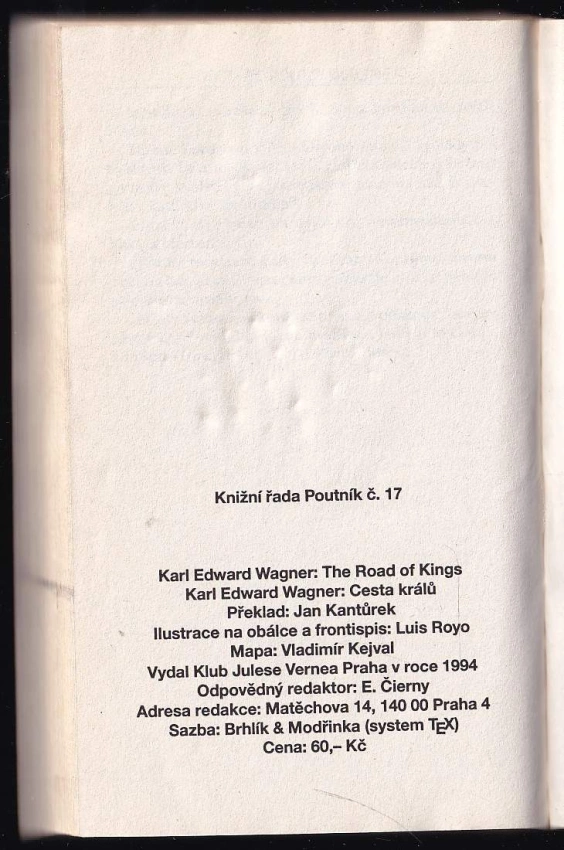 Knižní řada Poutník č. 17
Karl Edward Wagner: The Road of Kings
Karl Edward Wagner: Cesta králů
Překlad: Jan Kantůrek
Ilustrace na obálce a frontispis: Luis Royo
Mapa: Vladimír Kejval
Vydal Klub Julese Vernea Praha v roce 1994
Odpovědný redaktor: E. Čierny
Adresa redakce: Matěchova 14, 140 00 Praha 4
Sazba: Brhlík & Modřinka (system TEX)
Cena: 60,– Kč